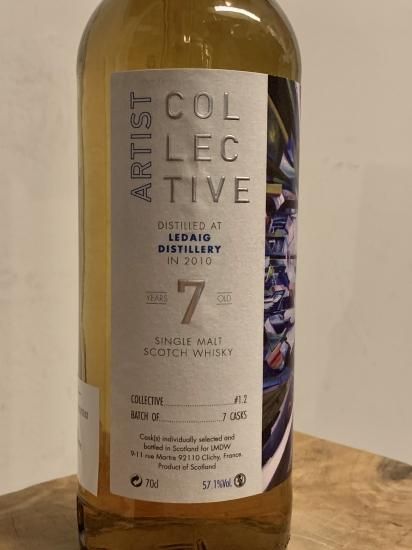 ARTIST
COL
LEC
TIVE
DISTILLED AT
LEDAIG
DISTILLERY
IN 2010
YEARS 7 OLD
SINGLE MALT
SCOTCH WHISKY
COLLECTIVE.......................#1.2
BATCH OF.......................7 CASKS
Cask(s) individually selected and
bottled in Scotland for LMDW
9-11 rue Martre 92110 Clichy, France.
Product of Scotland
70cl 57,1%Vol.